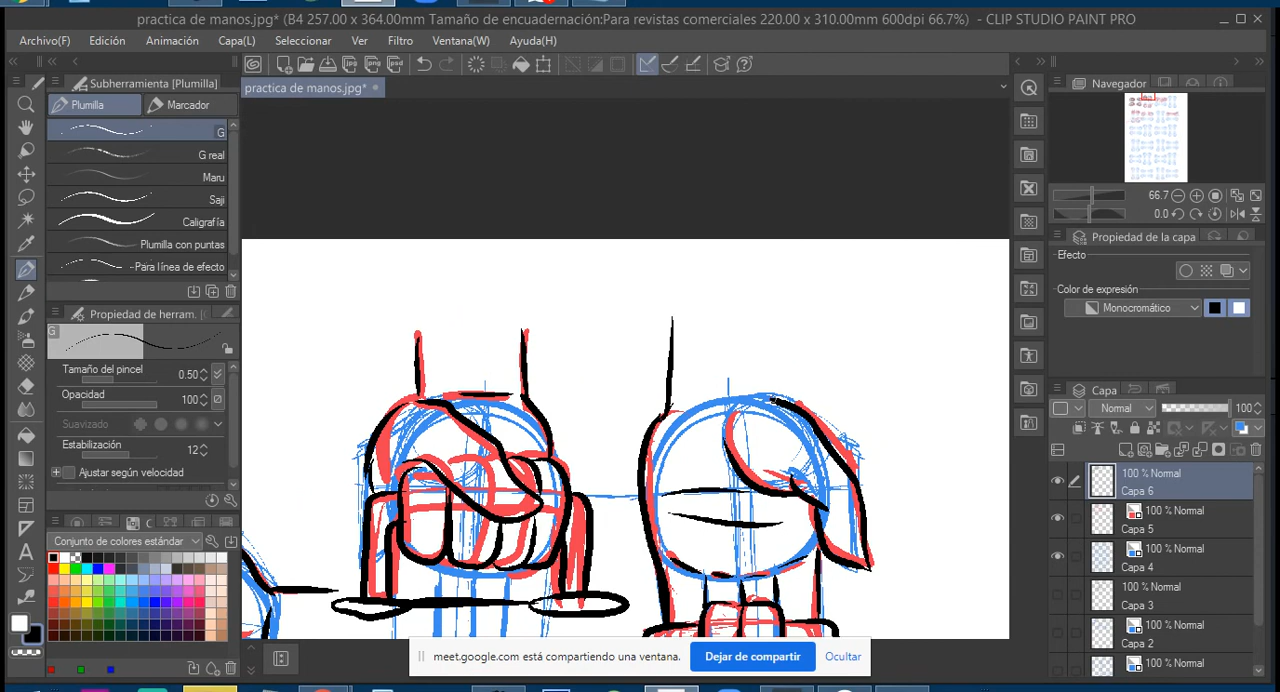 practica de manos.jpg* (B4 257.00 x 364.00mm Tamaño de encuadernación:Para revistas comerciales 220.00 x 310.00mm 600dpi 66.7%) - CLIP STUDIO PAINT PRO
Archivo(F) Edición Animación Capa(L) Seleccionar Ver Filtro Ventana(W) Ayuda(H)
Subherramienta [Plumilla]
practica de manos.jpg*
Navegador
Plumilla Marcador
G
G real
Maru
Saji
Caligrafía
Plumilla con puntas
Para línea de efecto
66.7
0.0
Propiedad de la capa
Efecto
Color de expresión
Monocromático
Propiedad de herram.
G
Tamaño del pincel 0.50
Opacidad 100
Suavizado
Estabilización 12
Ajustar según velocidad
Conjunto de colores estándar
Capa
Normal 100
100 % Normal
Capa 6
100 % Normal
Capa 5
100 % Normal
Capa 4
100 % Normal
Capa 3
100 % Normal
Capa 2
100 % Normal
meet.google.com está compartiendo una ventana. Dejar de compartir Ocultar